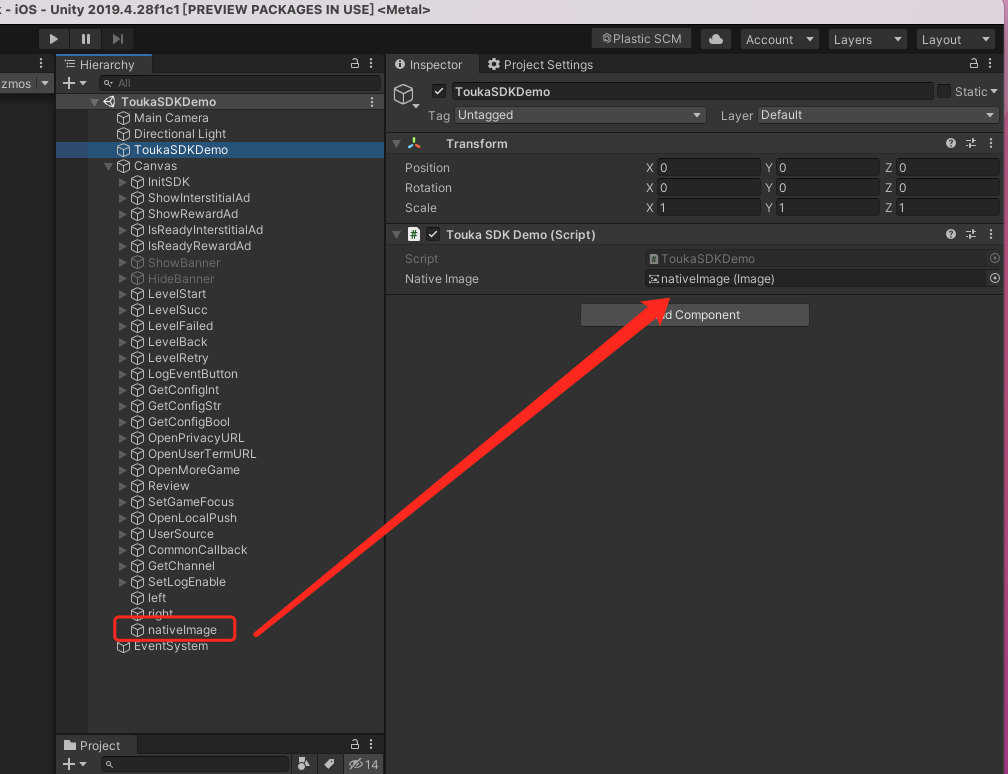 - iOS - Unity 2019.4.28f1c1 [PREVIEW PACKAGES IN USE] <Metal>
Plastic SCM
Account
Layers
Layout
zmos
Hierarchy
All
ToukaSDKDemo
Main Camera
Directional Light
ToukaSDKDemo
Canvas
InitSDK
ShowInterstitialAd
ShowRewardAd
IsReadyInterstitialAd
IsReadyRewardAd
ShowBanner
HideBanner
LevelStart
LevelSucc
LevelFailed
LevelBack
LevelRetry
LogEventButton
GetConfigInt
GetConfigStr
GetConfigBool
OpenPrivacyURL
OpenUserTermURL
OpenMoreGame
Review
SetGameFocus
OpenLocalPush
UserSource
CommonCallback
GetChannel
SetLogEnable
left
right
nativeImage
EventSystem
Project
14
Inspector
Project Settings
ToukaSDKDemo
Static
Tag Untagged Layer Default
Transform
Position X 0 Y 0 Z 0
Rotation X 0 Y 0 Z 0
Scale X 1 Y 1 Z 1
# Touka SDK Demo (Script)
Script ToukaSDKDemo
Native Image nativeImage (Image)
d Component